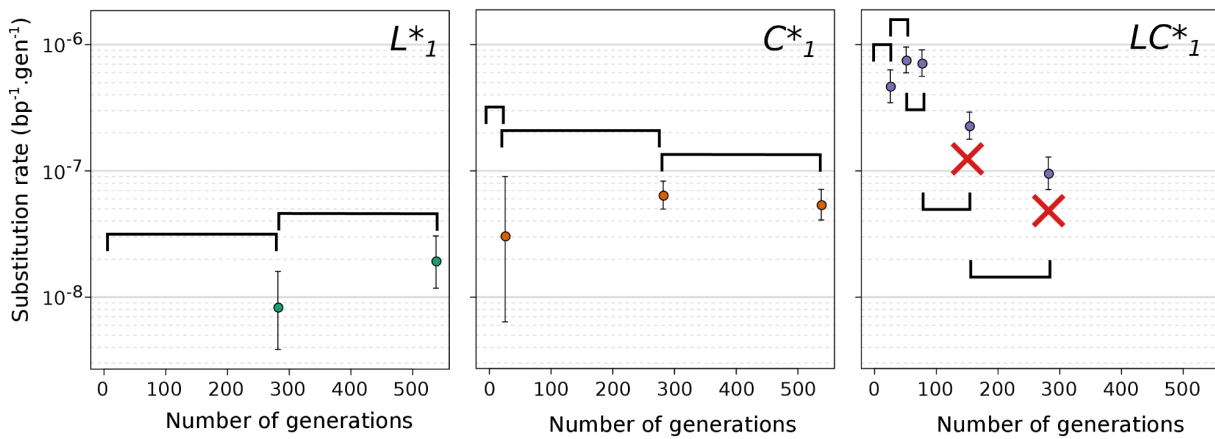 L*1
C*1
LC*1
Substitution rate (bp-1.gen-1)
10-6
10-7
10-8
0 100 200 300 400 500
0 100 200 300 400 500
0 100 200 300 400 500
Number of generations
Number of generations
Number of generations